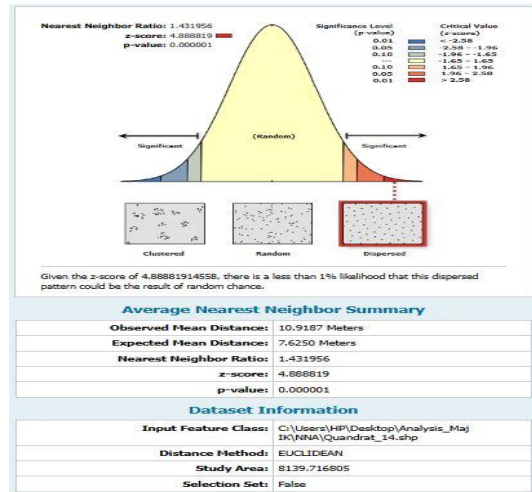 Nearest Neighbor Ratio: 1.431956
z-score: 4.888819
p-value: 0.000001
Significance Level (p-value)
Critical Value (z-score)
0.01 < -2.58
0.05 -2.58 - -1.96
0.10 -1.96 - -1.65
--- -1.65 - 1.65
0.10 1.65 - 1.96
0.05 1.96 - 2.58
0.01 > 2.58
Significant
(Random)
Significant
Clustered
Random
Dispersed
Given the z-score of 4.88881914558, there is a less than 1% likelihood that this dispersed
pattern could be the result of random chance.
Average Nearest Neighbor Summary
Observed Mean Distance: 10.9187 Meters
Expected Mean Distance: 7.6250 Meters
Nearest Neighbor Ratio: 1.431956
z-score: 4.888819
p-value: 0.000001
Dataset Information
Input Feature Class: C:\Users\HP\Desktop\Analysis_Maj
IK\NNA\Quandrat_14.shp
Distance Method: EUCLIDEAN
Study Area: 8139.716805
Selection Set: False